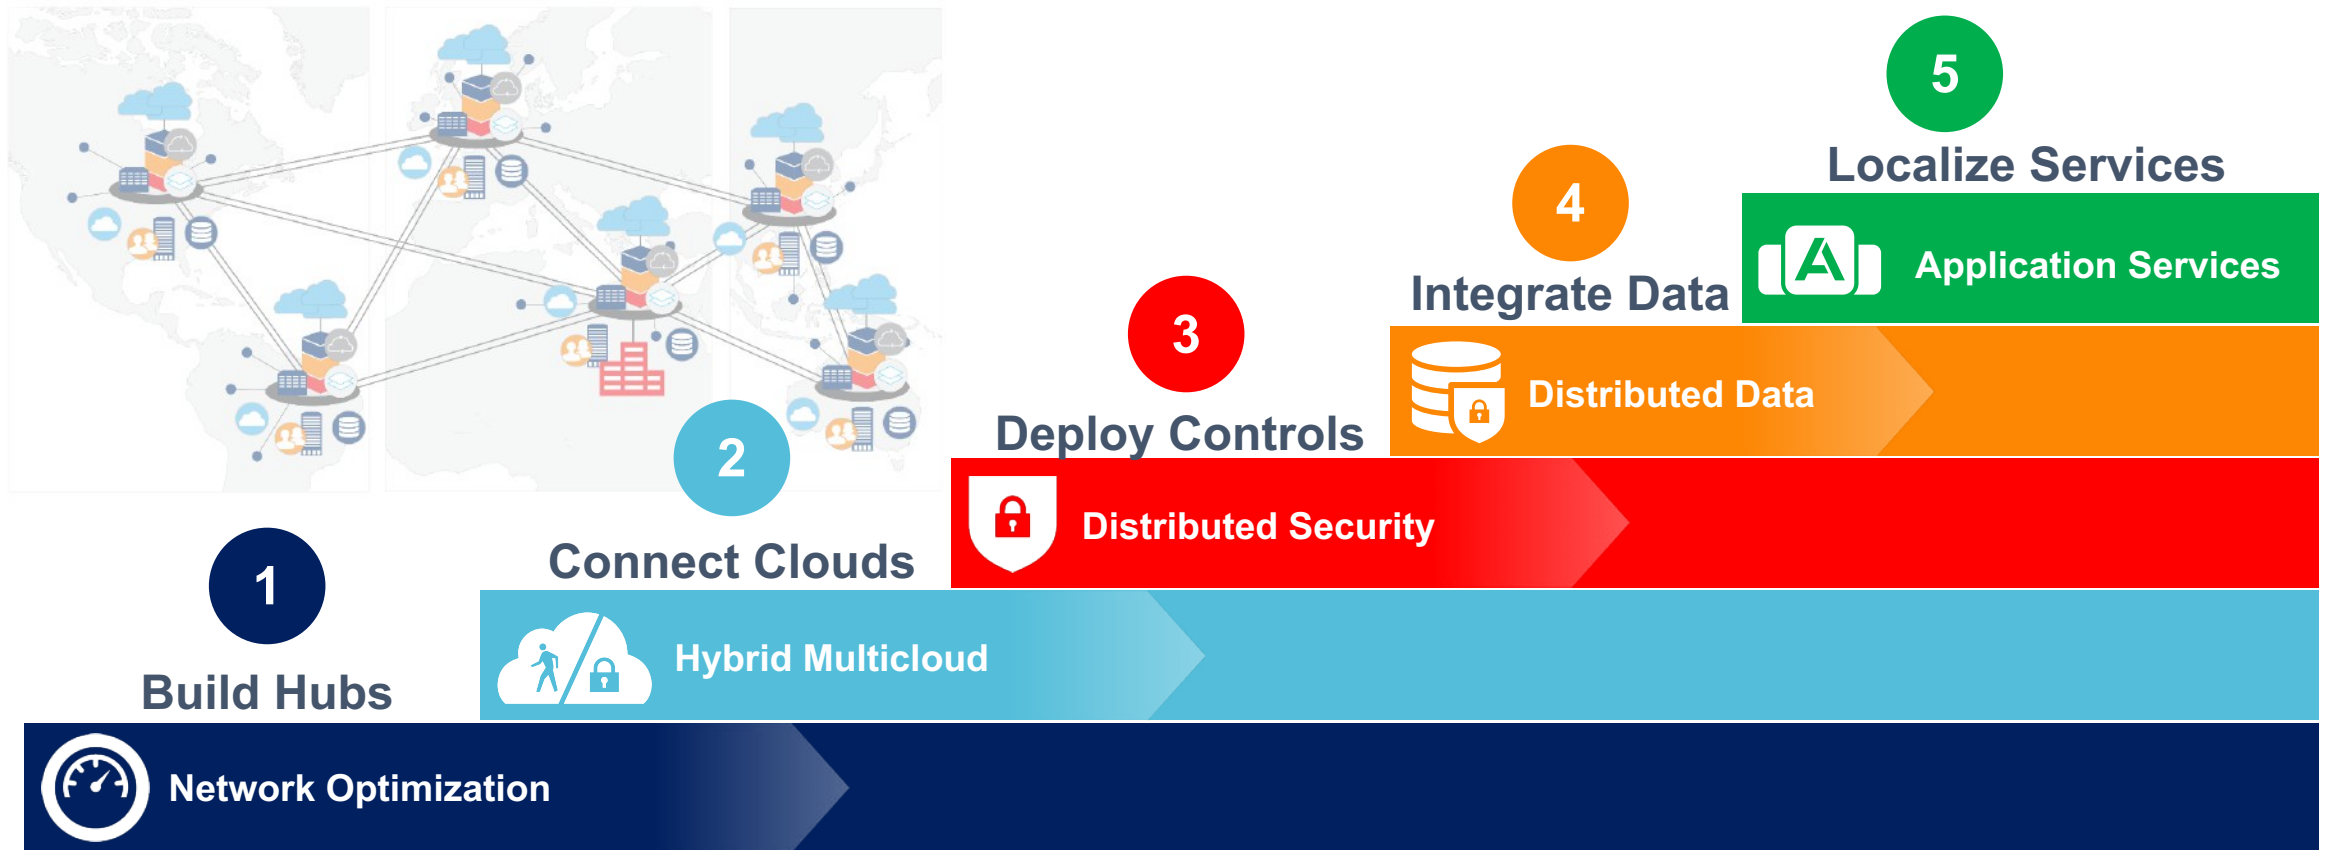 1
Build Hubs
Network Optimization
2
Connect Clouds
Hybrid Multicloud
3
Deploy Controls
Distributed Security
4
Integrate Data
Distributed Data
5
Localize Services
A
Application Services